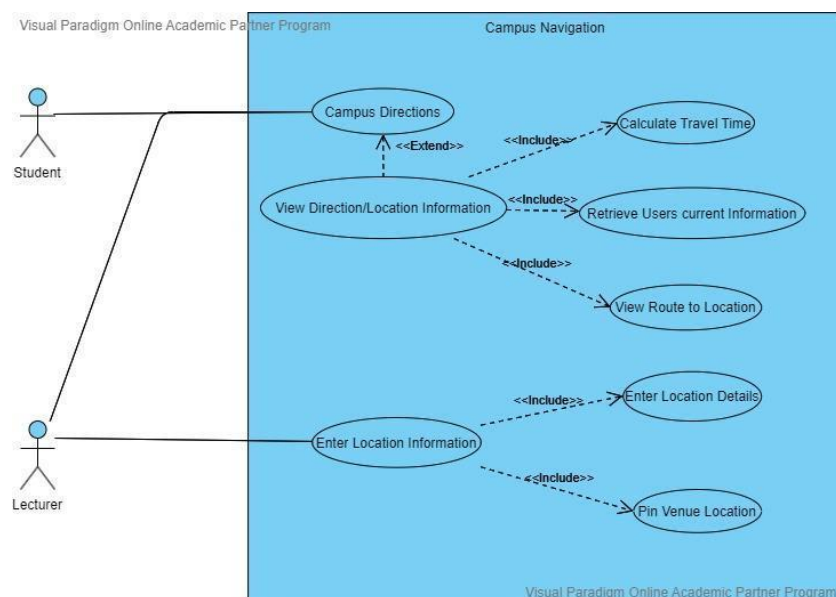 Visual Paradigm Online Academic Partner Program
Campus Navigation
Campus Directions
Calculate Travel Time
<<Include>>
<<Extend>>
Student
View Direction/Location Information
<<Include>>
Retrieve Users current Information
<<Include>>
View Route to Location
Enter Location Details
<<Include>>
Enter Location Information
<<Include>>
Lecturer
Pin Venue Location
Visual Paradigm Online Academic Partner Program